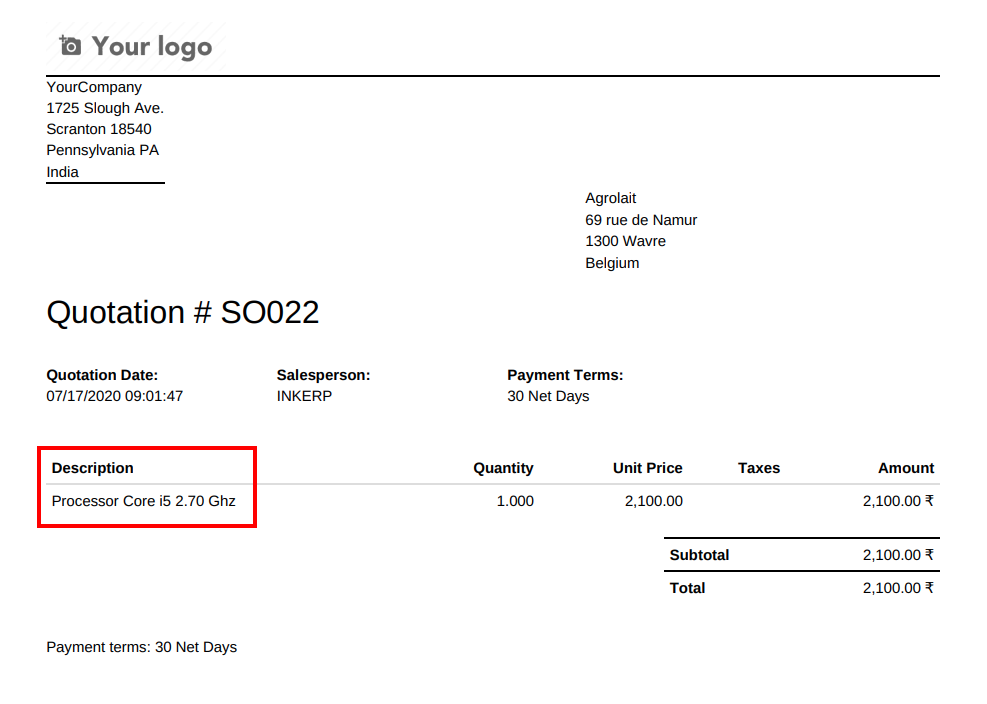 Your logo
YourCompany
1725 Slough Ave.
Scranton 18540
Pennsylvania PA
India
Agrolait
69 rue de Namur
1300 Wavre
Belgium
Quotation # SO022
Quotation Date: Salesperson: Payment Terms:
07/17/2020 09:01:47 INKERP 30 Net Days
Description Quantity Unit Price Taxes Amount
Processor Core i5 2.70 Ghz 1.000 2,100.00 2,100.00 ₹
Subtotal 2,100.00 ₹
Total 2,100.00 ₹
Payment terms: 30 Net Days